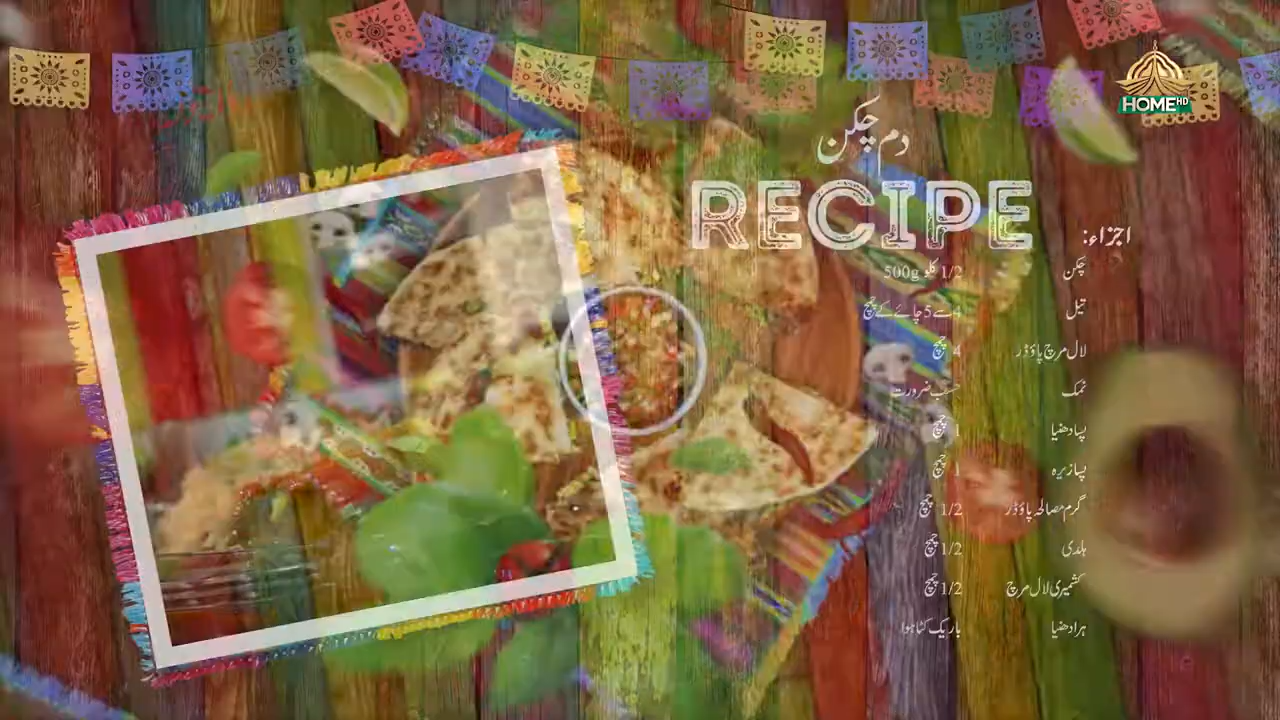 HOME HD
دم چکن
RECIPE
اجزاء:
چکن 1/2 کلو 500g
تیل 4 سے 5 چائے کے چمچ
لال مرچ پاؤڈر 4 چمچ
نمک حسب ضرورت
پسا دھنیا 1 چمچ
پسا زیرہ 1 چمچ
گرم مصالحہ پاؤڈر 1/2 چمچ
ہلدی 1/2 چمچ
کشمیری لال مرچ 1/2 چمچ
ہرا دھنیا باریک کٹا ہوا